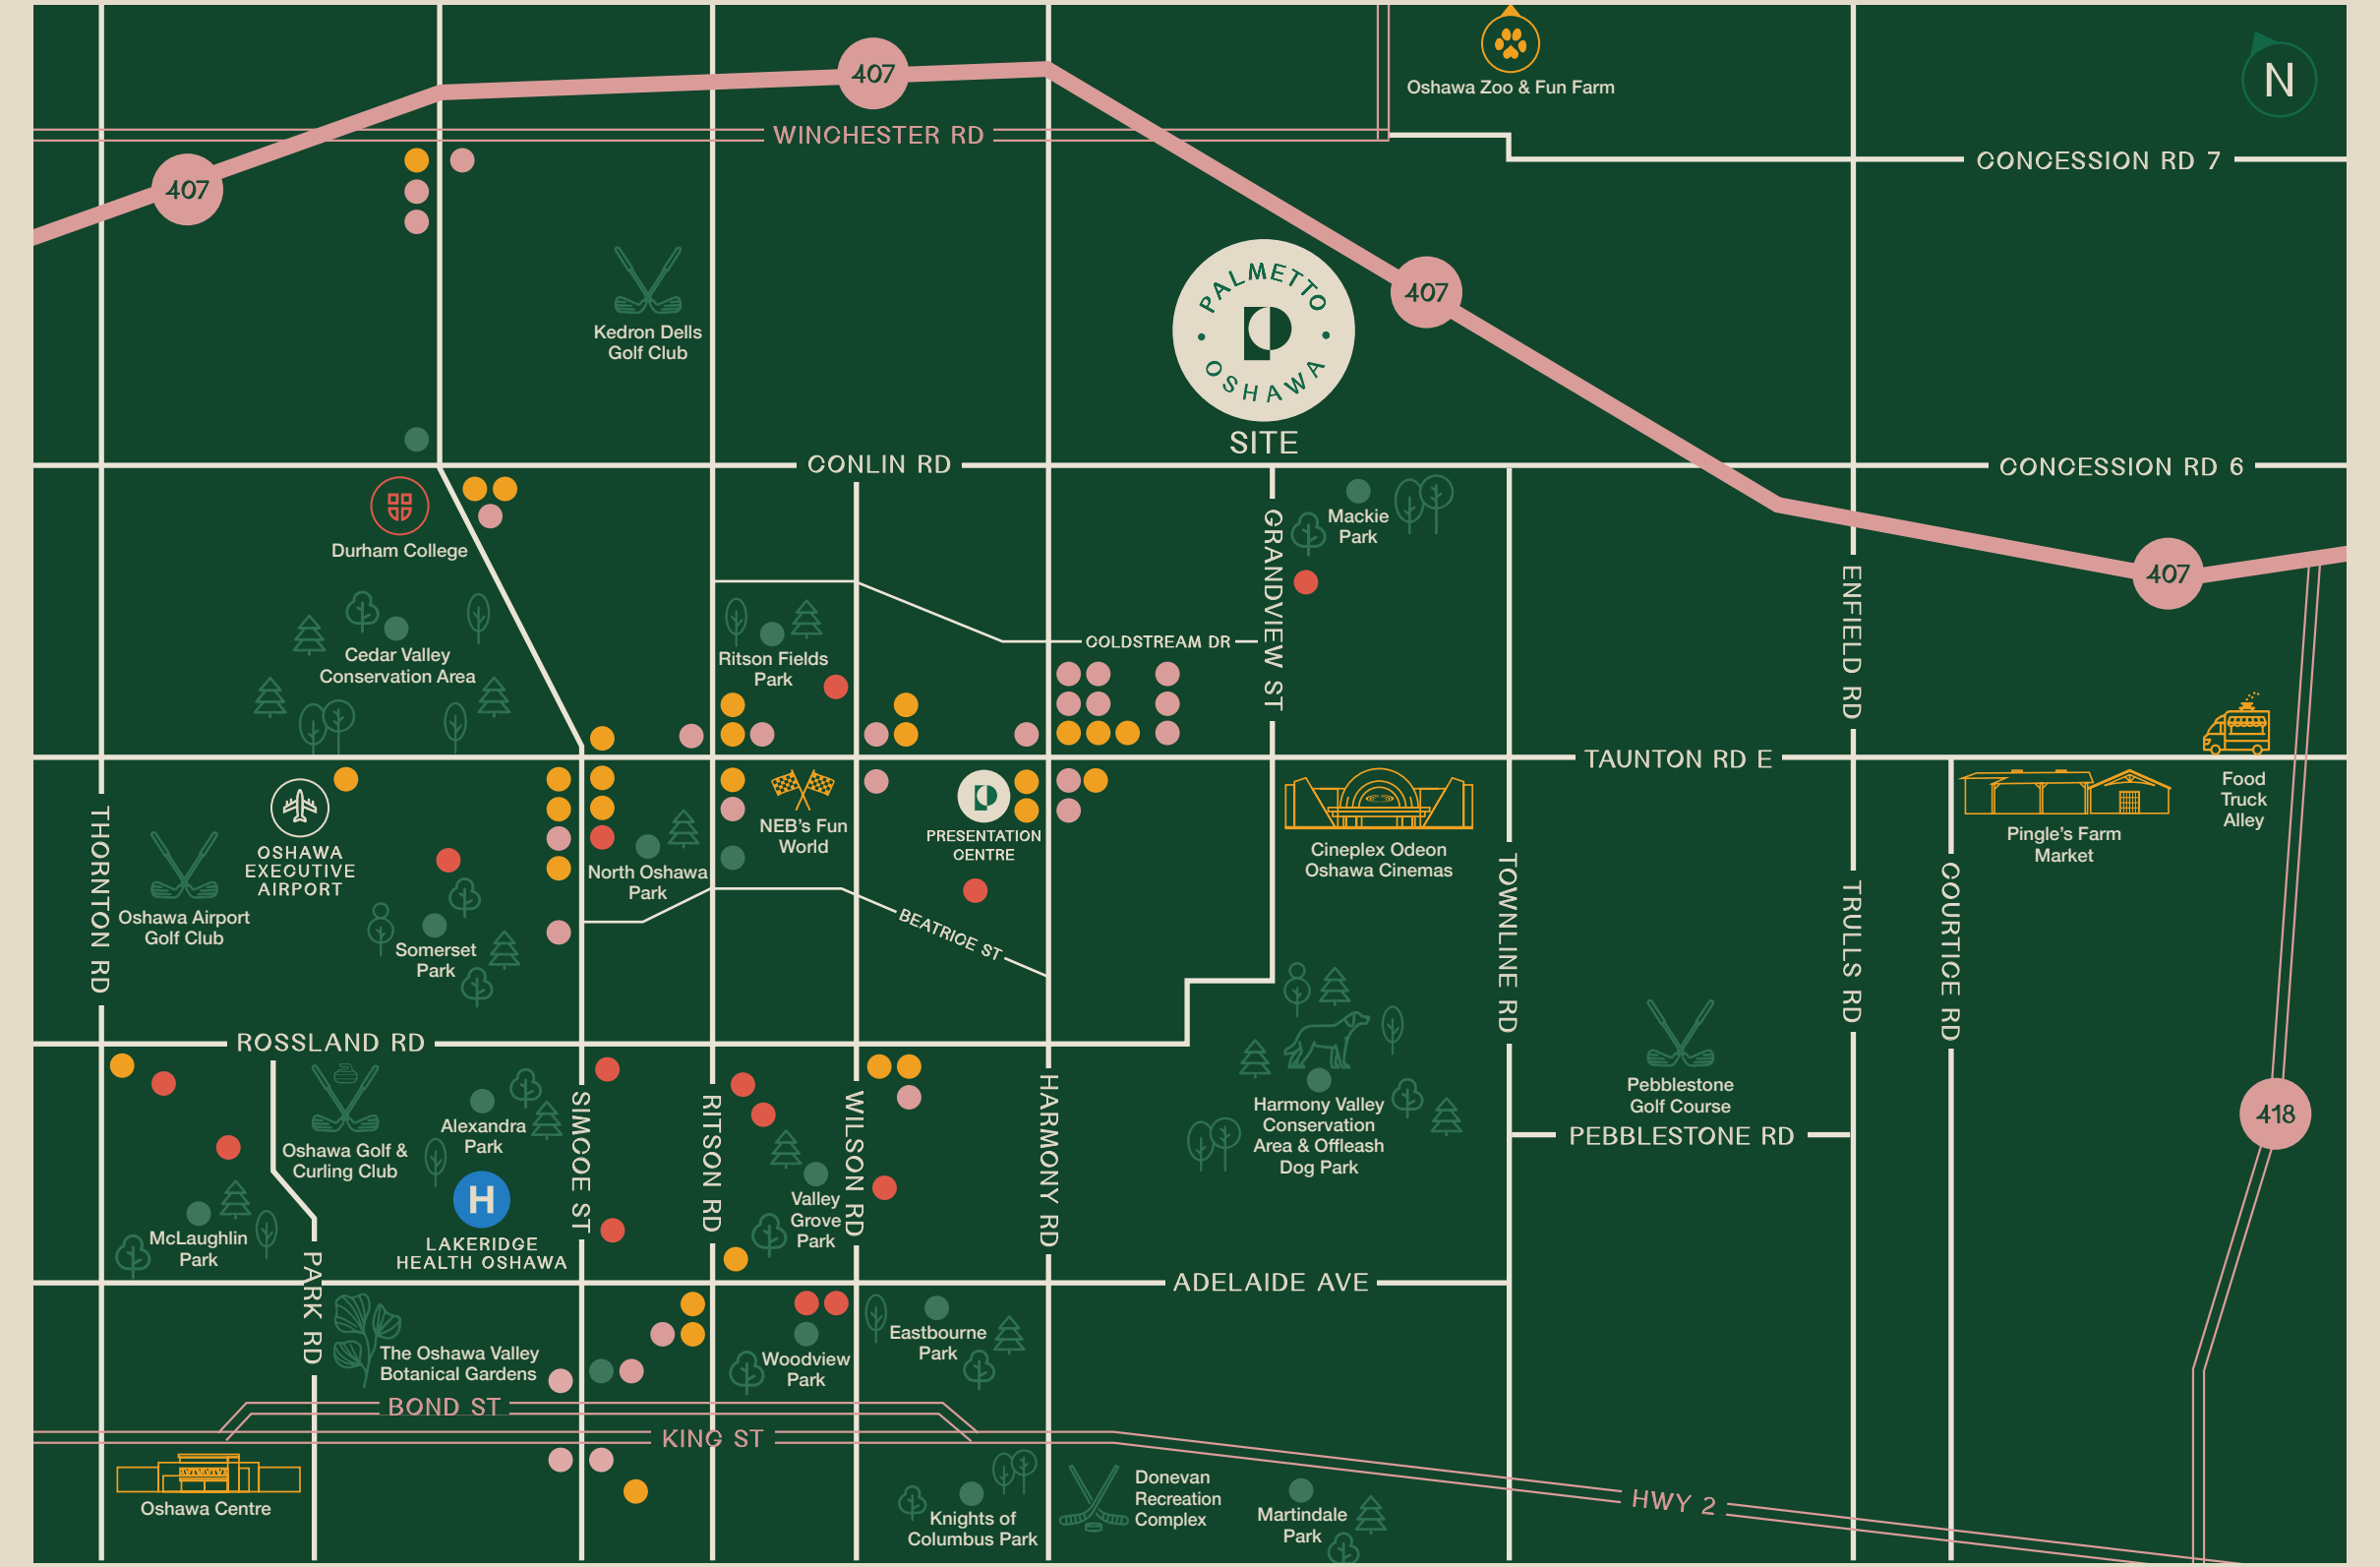 407
Oshawa Zoo & Fun Farm
N
WINCHESTER RD
CONCESSION RD 7
407
PALMETTO
OSHAWA
SITE
407
Kedron Dells
Golf Club
CONLIN RD
CONCESSION RD 6
Durham College
Mackie
Park
GRANDVIEW ST
407
ENFIELD RD
Cedar Valley
Conservation Area
Ritson Fields
Park
COLDSTREAM DR
TAUNTON RD E
THORNTON RD
OSHAWA
EXECUTIVE
AIRPORT
Oshawa Airport
Golf Club
Somerset
Park
North Oshawa
Park
NEB's Fun
World
PRESENTATION
CENTRE
BEATRICE ST
Cineplex Odeon
Oshawa Cinemas
TOWNLINE RD
TRULLS RD
COURTICE RD
Pingle's Farm
Market
Food
Truck
Alley
ROSSLAND RD
Oshawa Golf &
Curling Club
Alexandra
Park
McLaughlin
Park
H
LAKERIDGE
HEALTH OSHAWA
SIMCOE ST
RITSON RD
WILSON RD
HARMONY RD
Valley
Grove
Park
Harmony Valley
Conservation
Area & Offleash
Dog Park
Pebblestone
Golf Course
PEBBLESTONE RD
418
PARK RD
ADELAIDE AVE
The Oshawa Valley
Botanical Gardens
Woodview
Park
Eastbourne
Park
BOND ST
KING ST
Oshawa Centre
Knights of
Columbus Park
Donevan
Recreation
Complex
Martindale
Park
HWY 2